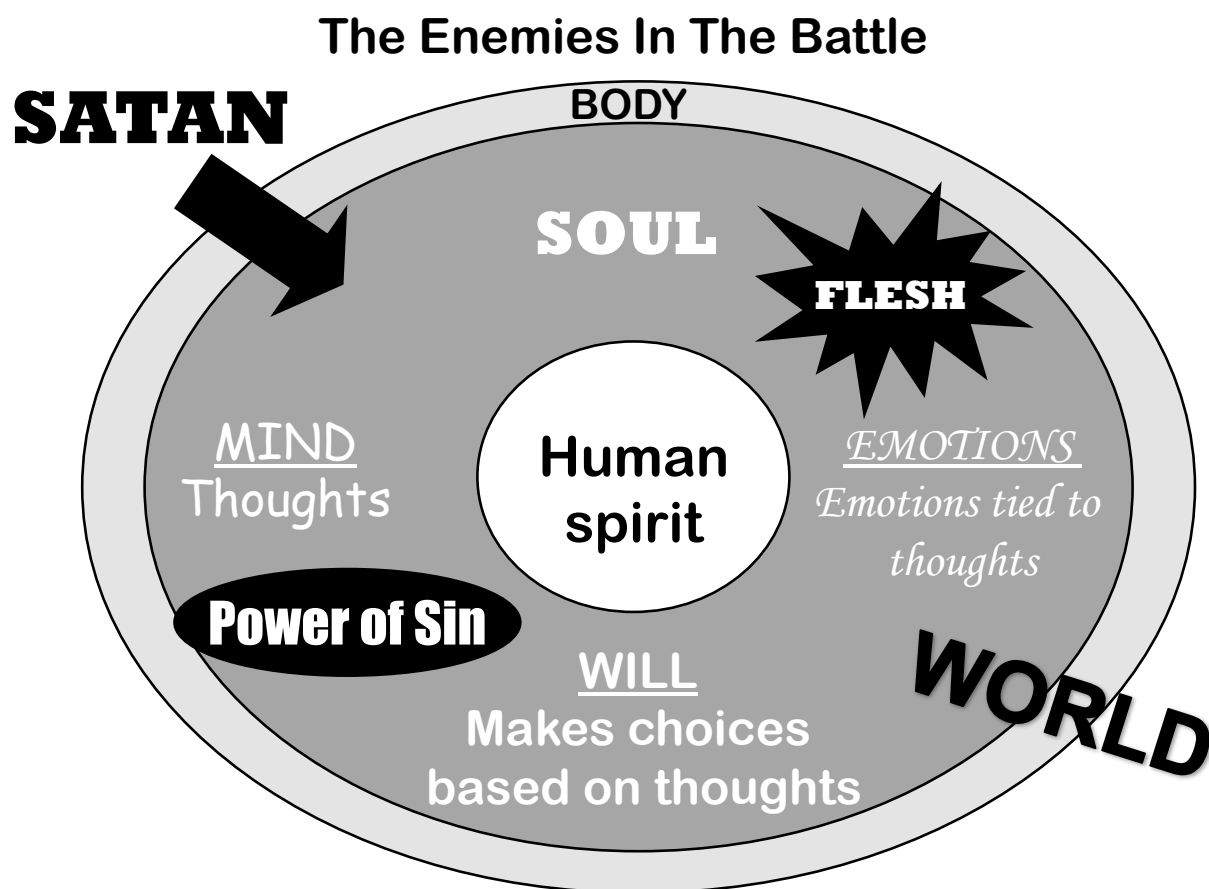 The Enemies In The Battle
SATAN
BODY
SOUL
FLESH
MIND
Thoughts
Human
spirit
EMOTIONS
Emotions tied to
thoughts
Power of Sin
WILL
Makes choices
based on thoughts
WORLD